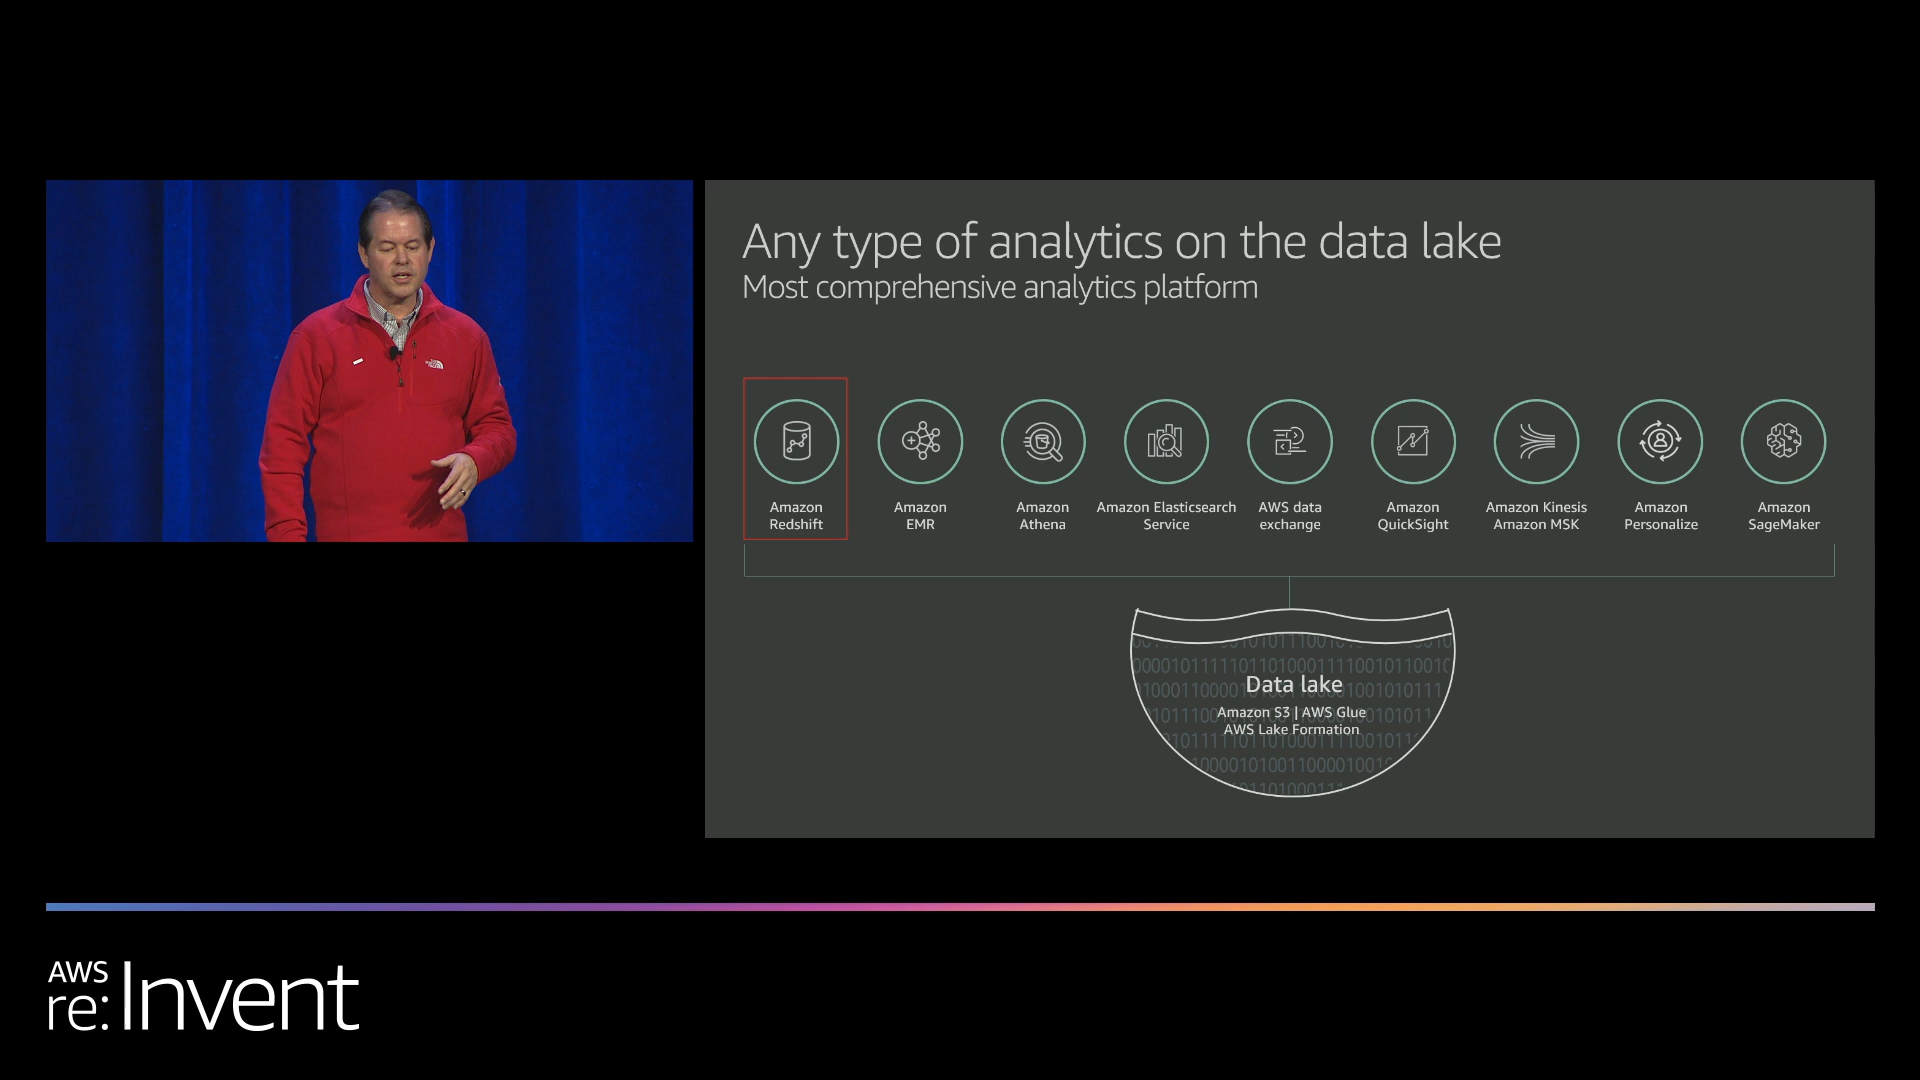 Any type of analytics on the data lake
Most comprehensive analytics platform
Amazon
Redshift
Amazon
EMR
Amazon
Athena
Amazon Elasticsearch
Service
AWS data
exchange
Amazon
QuickSight
Amazon Kinesis
Amazon MSK
Amazon
Personalize
Amazon
SageMaker
Data lake
Amazon S3 | AWS Glue
AWS Lake Formation
AWS
re:Invent